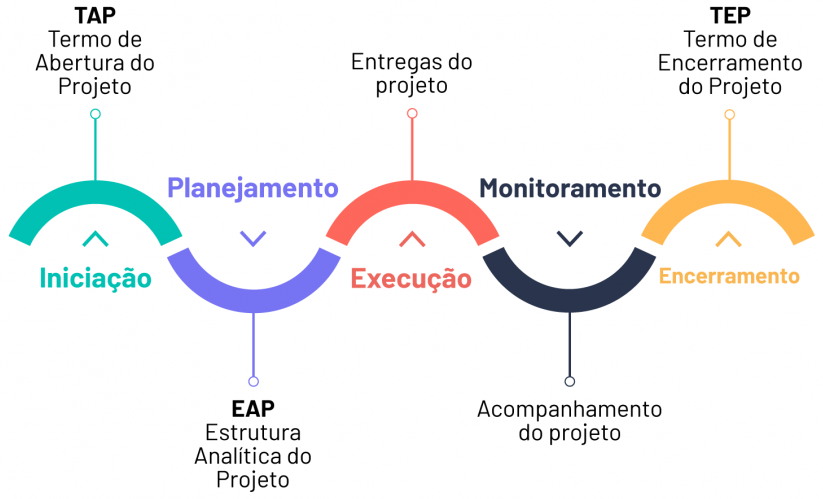 TAP
Termo de
Abertura do
Projeto
Iniciação
Planejamento
EAP
Estrutura
Analítica do
Projeto
Entregas do
projeto
Execução
Monitoramento
Acompanhamento
do projeto
TEP
Termo de
Encerramento
do Projeto
Encerramento